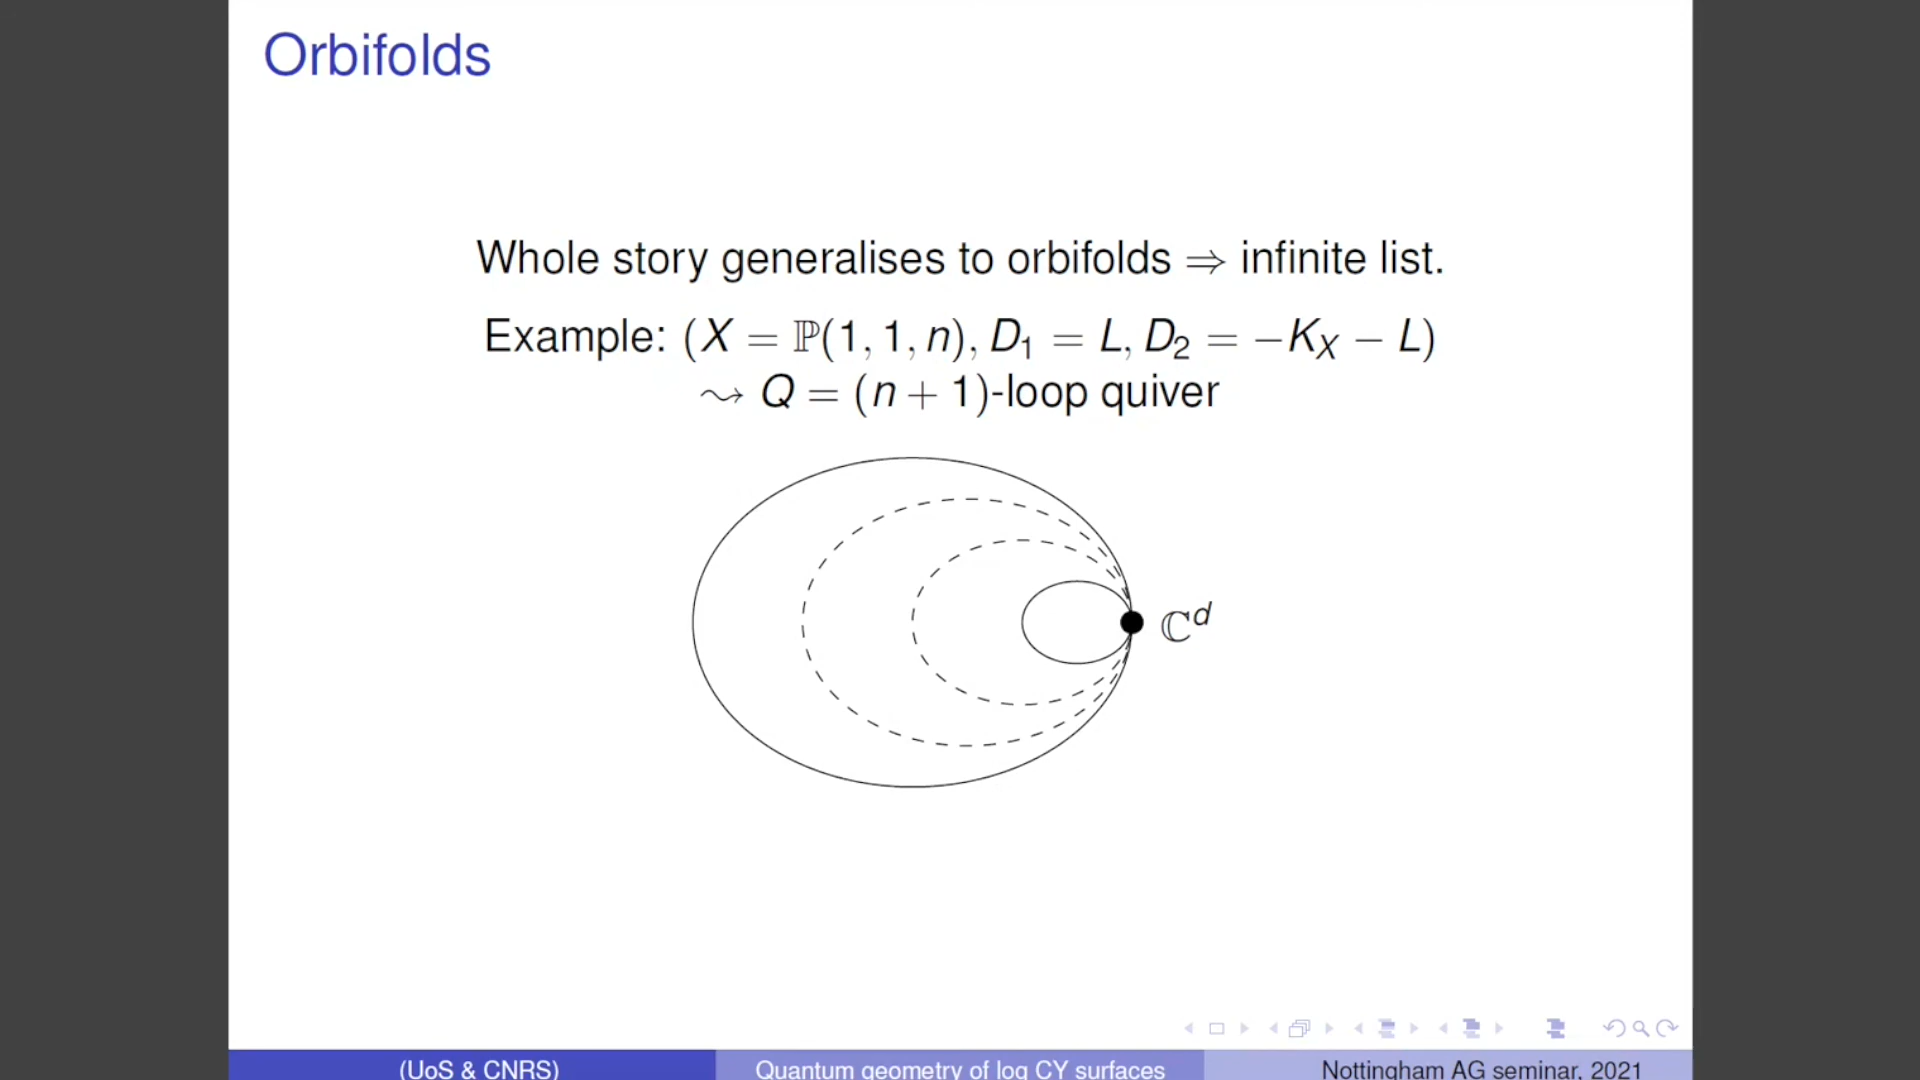 Orbifolds
Whole story generalises to orbifolds ⇒ infinite list.
Example: (X = ℙ(1, 1, n), D₁ = L, D₂ = −K_X − L)
⇝ Q = (n + 1)-loop quiver
ℂᵈ
(UoS & CNRS)
Quantum geometry of log CY surfaces
Nottingham AG seminar, 2021